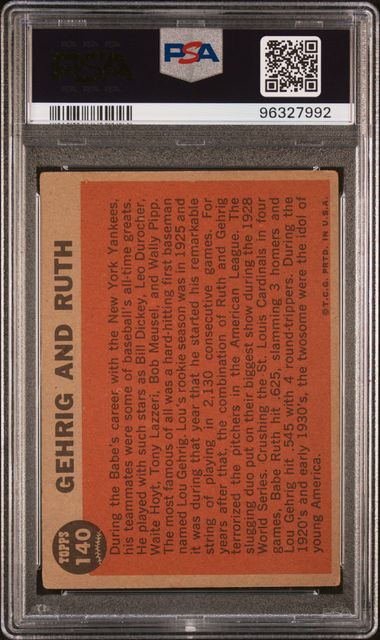 PSA
PSA
96327992
TOPPS
140
GEHRIG AND RUTH
During the Babe's career, with the New York Yankees,
his teammates were some of baseball's all-time greats.
He played with such stars as Bill Dickey, Leo Durocher,
Waite Hoyt, Tony Lazzeri, Bob Meusel, and Wally Pipp.
The most famous of all was a hard-hitting first baseman
named Lou Gehrig. Lou's rookie season was in 1925 and
it was during that year that he started his remarkable
string of playing in 2,130 consecutive games. For
years after that, the combination of Ruth and Gehrig
terrorized the pitchers in the American League. The
slugging duo put on their biggest show during the 1928
World Series. Crushing the St. Louis Cardinals in four
games, Babe Ruth hit .625, slamming 3 homers and
Lou Gehrig hit .545 with 4 round-trippers. During the
1920's and early 1930's, the twosome were the idol of
young America.
© T.C.G. PRTD. IN U.S.A.